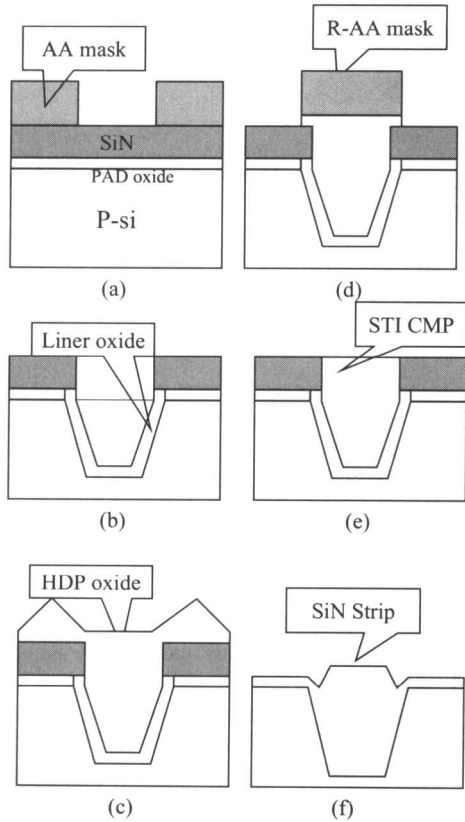 AA mask
SiN
PAD oxide
P-si
(a)
Liner oxide
(b)
HDP oxide
(c)
R-AA mask
(d)
STI CMP
(e)
SiN Strip
(f)